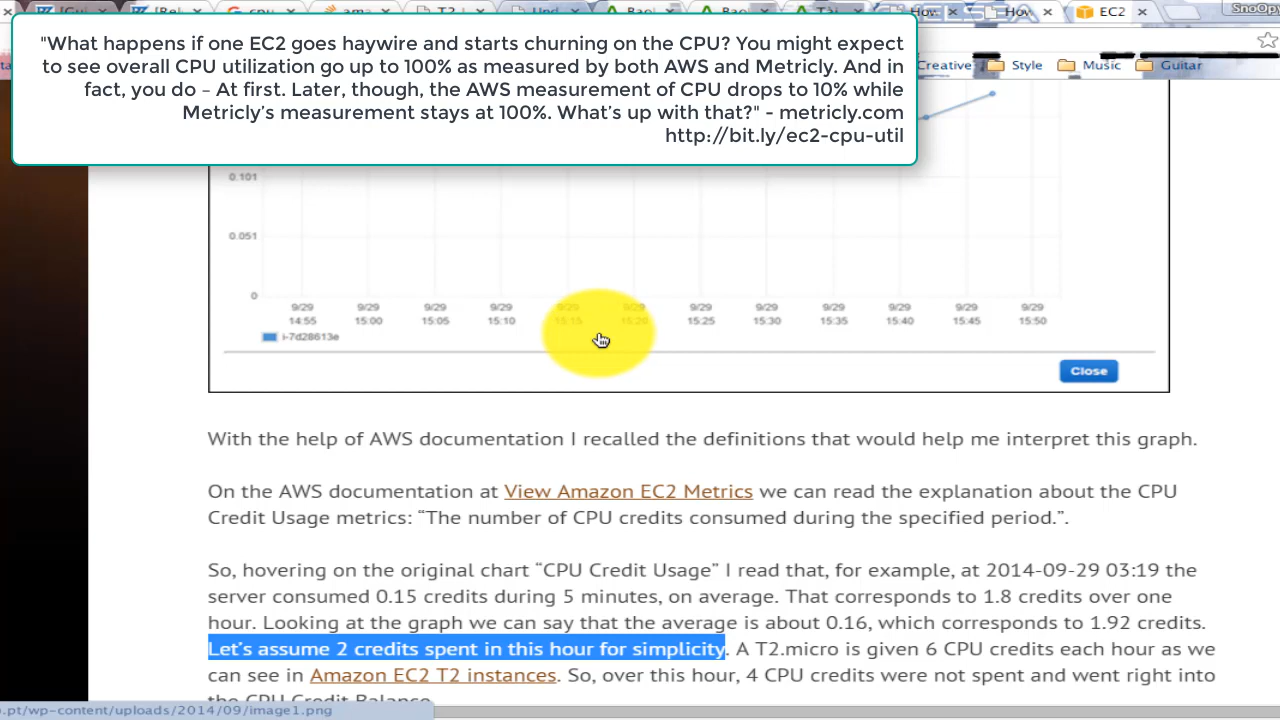 EC2
SnoOpy
"What happens if one EC2 goes haywire and starts chuning on the CPU? You might expect
to see overall CPU utilization go up to 100% as measured by both AWS and Metricly. And in
fact, you do – At first. Later, though, the AWS measurement of CPU drops to 10% while
Metricly's measurement stays at 100%. What's up with that?" - metricly.com
http://bit.ly/ec2-cpu-util
Creative Style Music Guitar
0.101
0.051
0
9/29 9/29 9/29 9/29 9/29 9/29 9/29 9/29 9/29 9/29 9/29 9/29
14:55 15:00 15:05 15:10 15:15 15:20 15:25 15:30 15:35 15:40 15:45 15:50
i-7d28613e
Close
With the help of AWS documentation I recalled the definitions that would help me interpret this graph.
On the AWS documentation at View Amazon EC2 Metrics we can read the explanation about the CPU
Credit Usage metrics: “The number of CPU credits consumed during the specified period.”.
So, hovering on the original chart “CPU Credit Usage” I read that, for example, at 2014-09-29 03:19 the
server consumed 0.15 credits during 5 minutes, on average. That corresponds to 1.8 credits over one
hour. Looking at the graph we can say that the average is about 0.16, which corresponds to 1.92 credits.
Let's assume 2 credits spent in this hour for simplicity. A T2.micro is given 6 CPU credits each hour as we
can see in Amazon EC2 T2 instances. So, over this hour, 4 CPU credits were not spent and went right into
the CPU Credit Balance.
.pt/wp-content/uploads/2014/09/image1.png